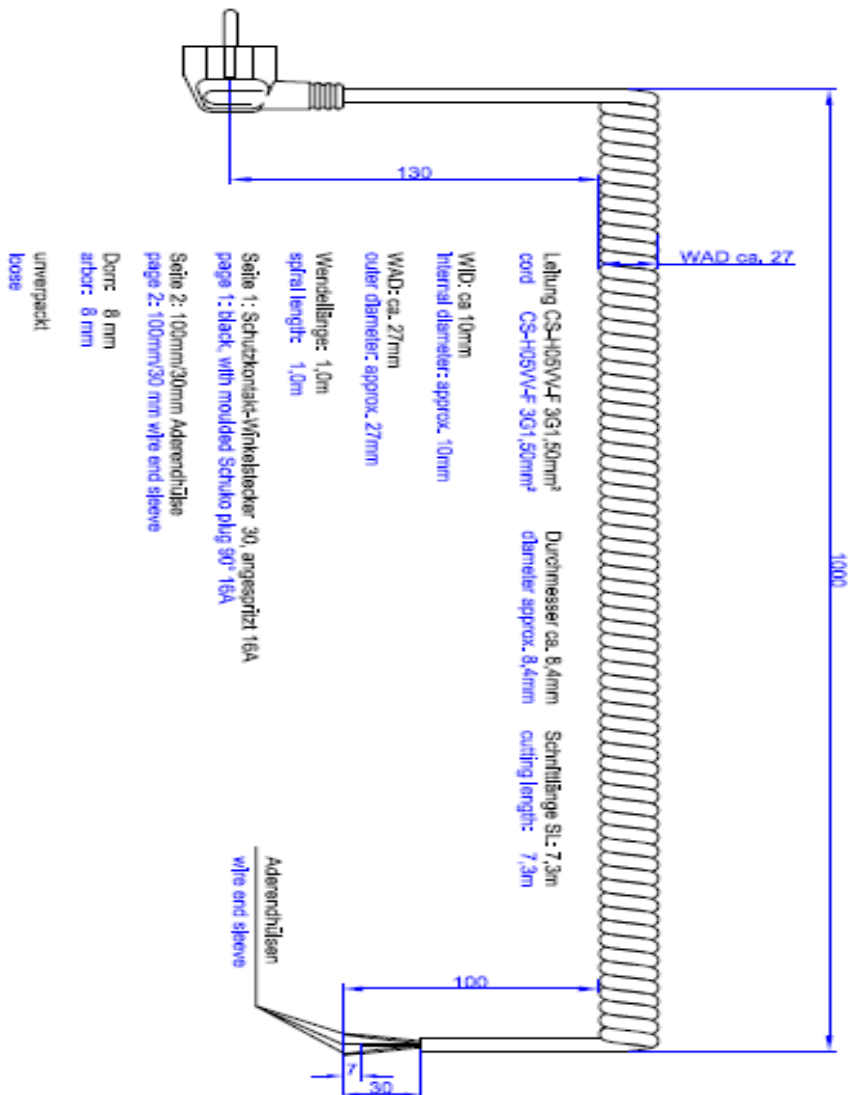 1000
WAD ca. 27
130
100
7
30
Leitung CS-H05VV-F 3G1,50mm² Durchmesser ca. 8,4mm Schnittlänge SL: 7,3m
cord CS-H05VV-F 3G1,50mm² diameter approx. 8,4mm cutting length: 7,3m
WID: ca 10mm
Internal diameter: approx. 10mm
WAD: ca. 27mm
outer diameter: approx. 27mm
Wendellänge: 1,0m
spiral length: 1,0m
Seite 1: Schutzkontakt-Winkelstecker 30, angespritzt 16A
page 1: black, with moulded Schuko plug 90° 16A
Seite 2: 100mm/30mm Aderendhülse
page 2: 100mm/30 mm wire end sleeve
Dorn: 8 mm
arbor: 8 mm
unverpackt
loose
Aderendhülsen
wire end sleeve